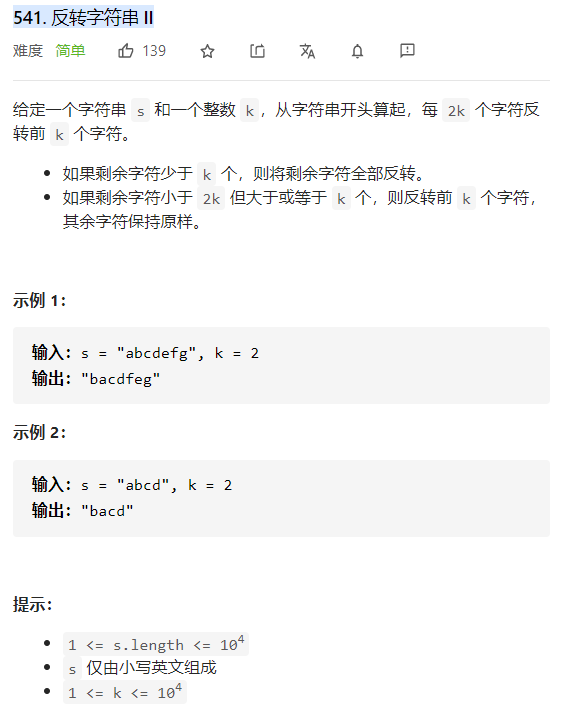 541. 反转字符串 II
难度 简单 139
给定一个字符串 s 和一个整数 k，从字符串开头算起，每 2k 个字符反
转前 k 个字符。
如果剩余字符少于 k 个，则将剩余字符全部反转。
如果剩余字符小于 2k 但大于或等于 k 个，则反转前 k 个字符，
其余字符保持原样。
示例 1：
输入：s = "abcdefg", k = 2
输出："bacdfeg"
示例 2：
输入：s = "abcd", k = 2
输出："bacd"
提示：
1 <= s.length <= 10⁴
s 仅由小写英文组成
1 <= k <= 10⁴